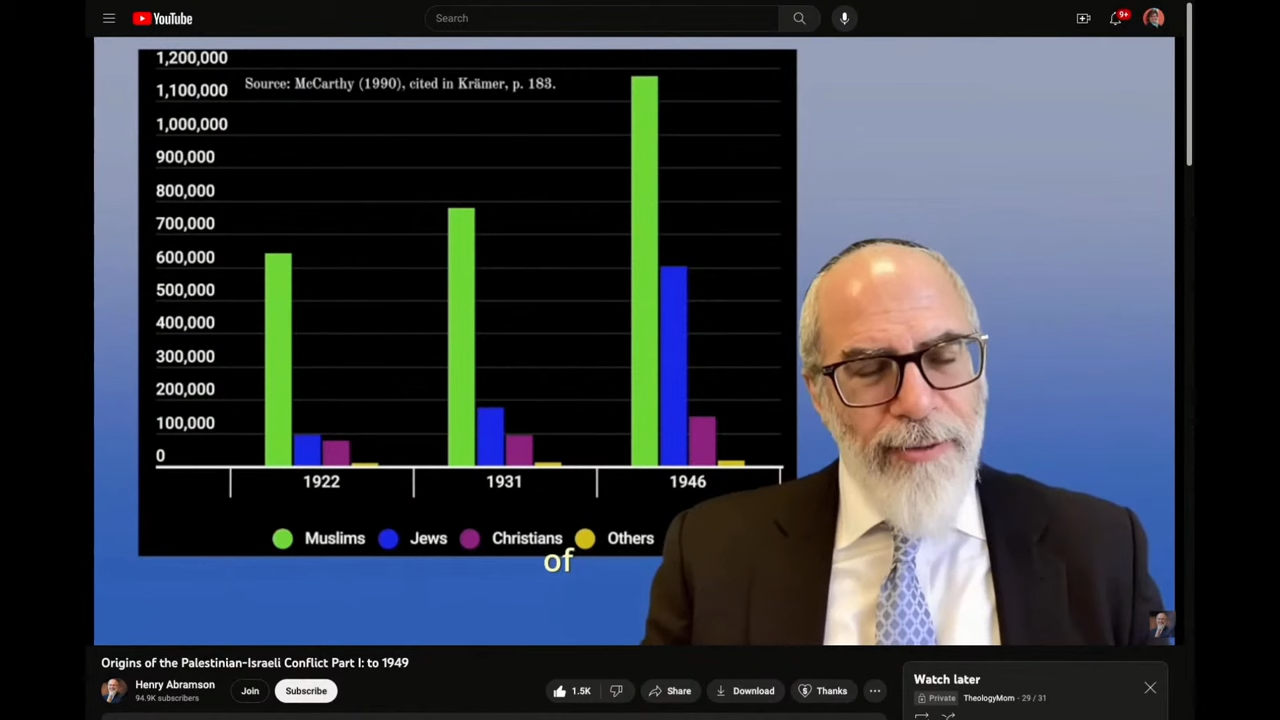 YouTube
Search
9+
1,200,000
Source: McCarthy (1990), cited in Krämer, p. 183.
1,100,000
1,000,000
900,000
800,000
700,000
600,000
500,000
400,000
300,000
200,000
100,000
0
1922 1931 1946
Muslims Jews Christians Others
of
Origins of the Palestinian-Israeli Conflict Part I: to 1949
Henry Abramson
94.9K subscribers
Join
Subscribe
1.5K
Share
Download
Thanks
Watch later
Private TheologyMom - 29 / 31